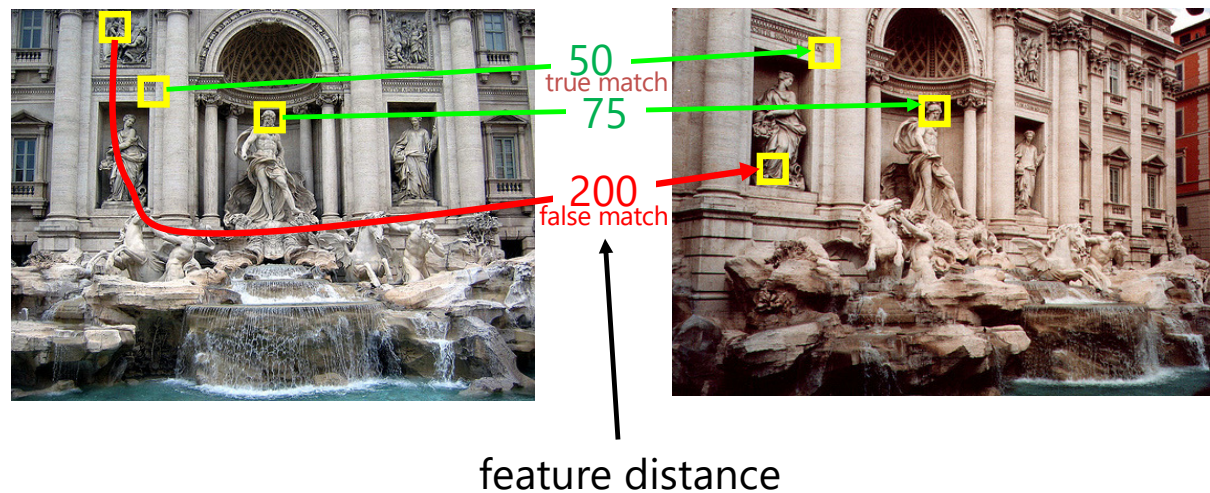 50
true match
75
200
false match
feature distance